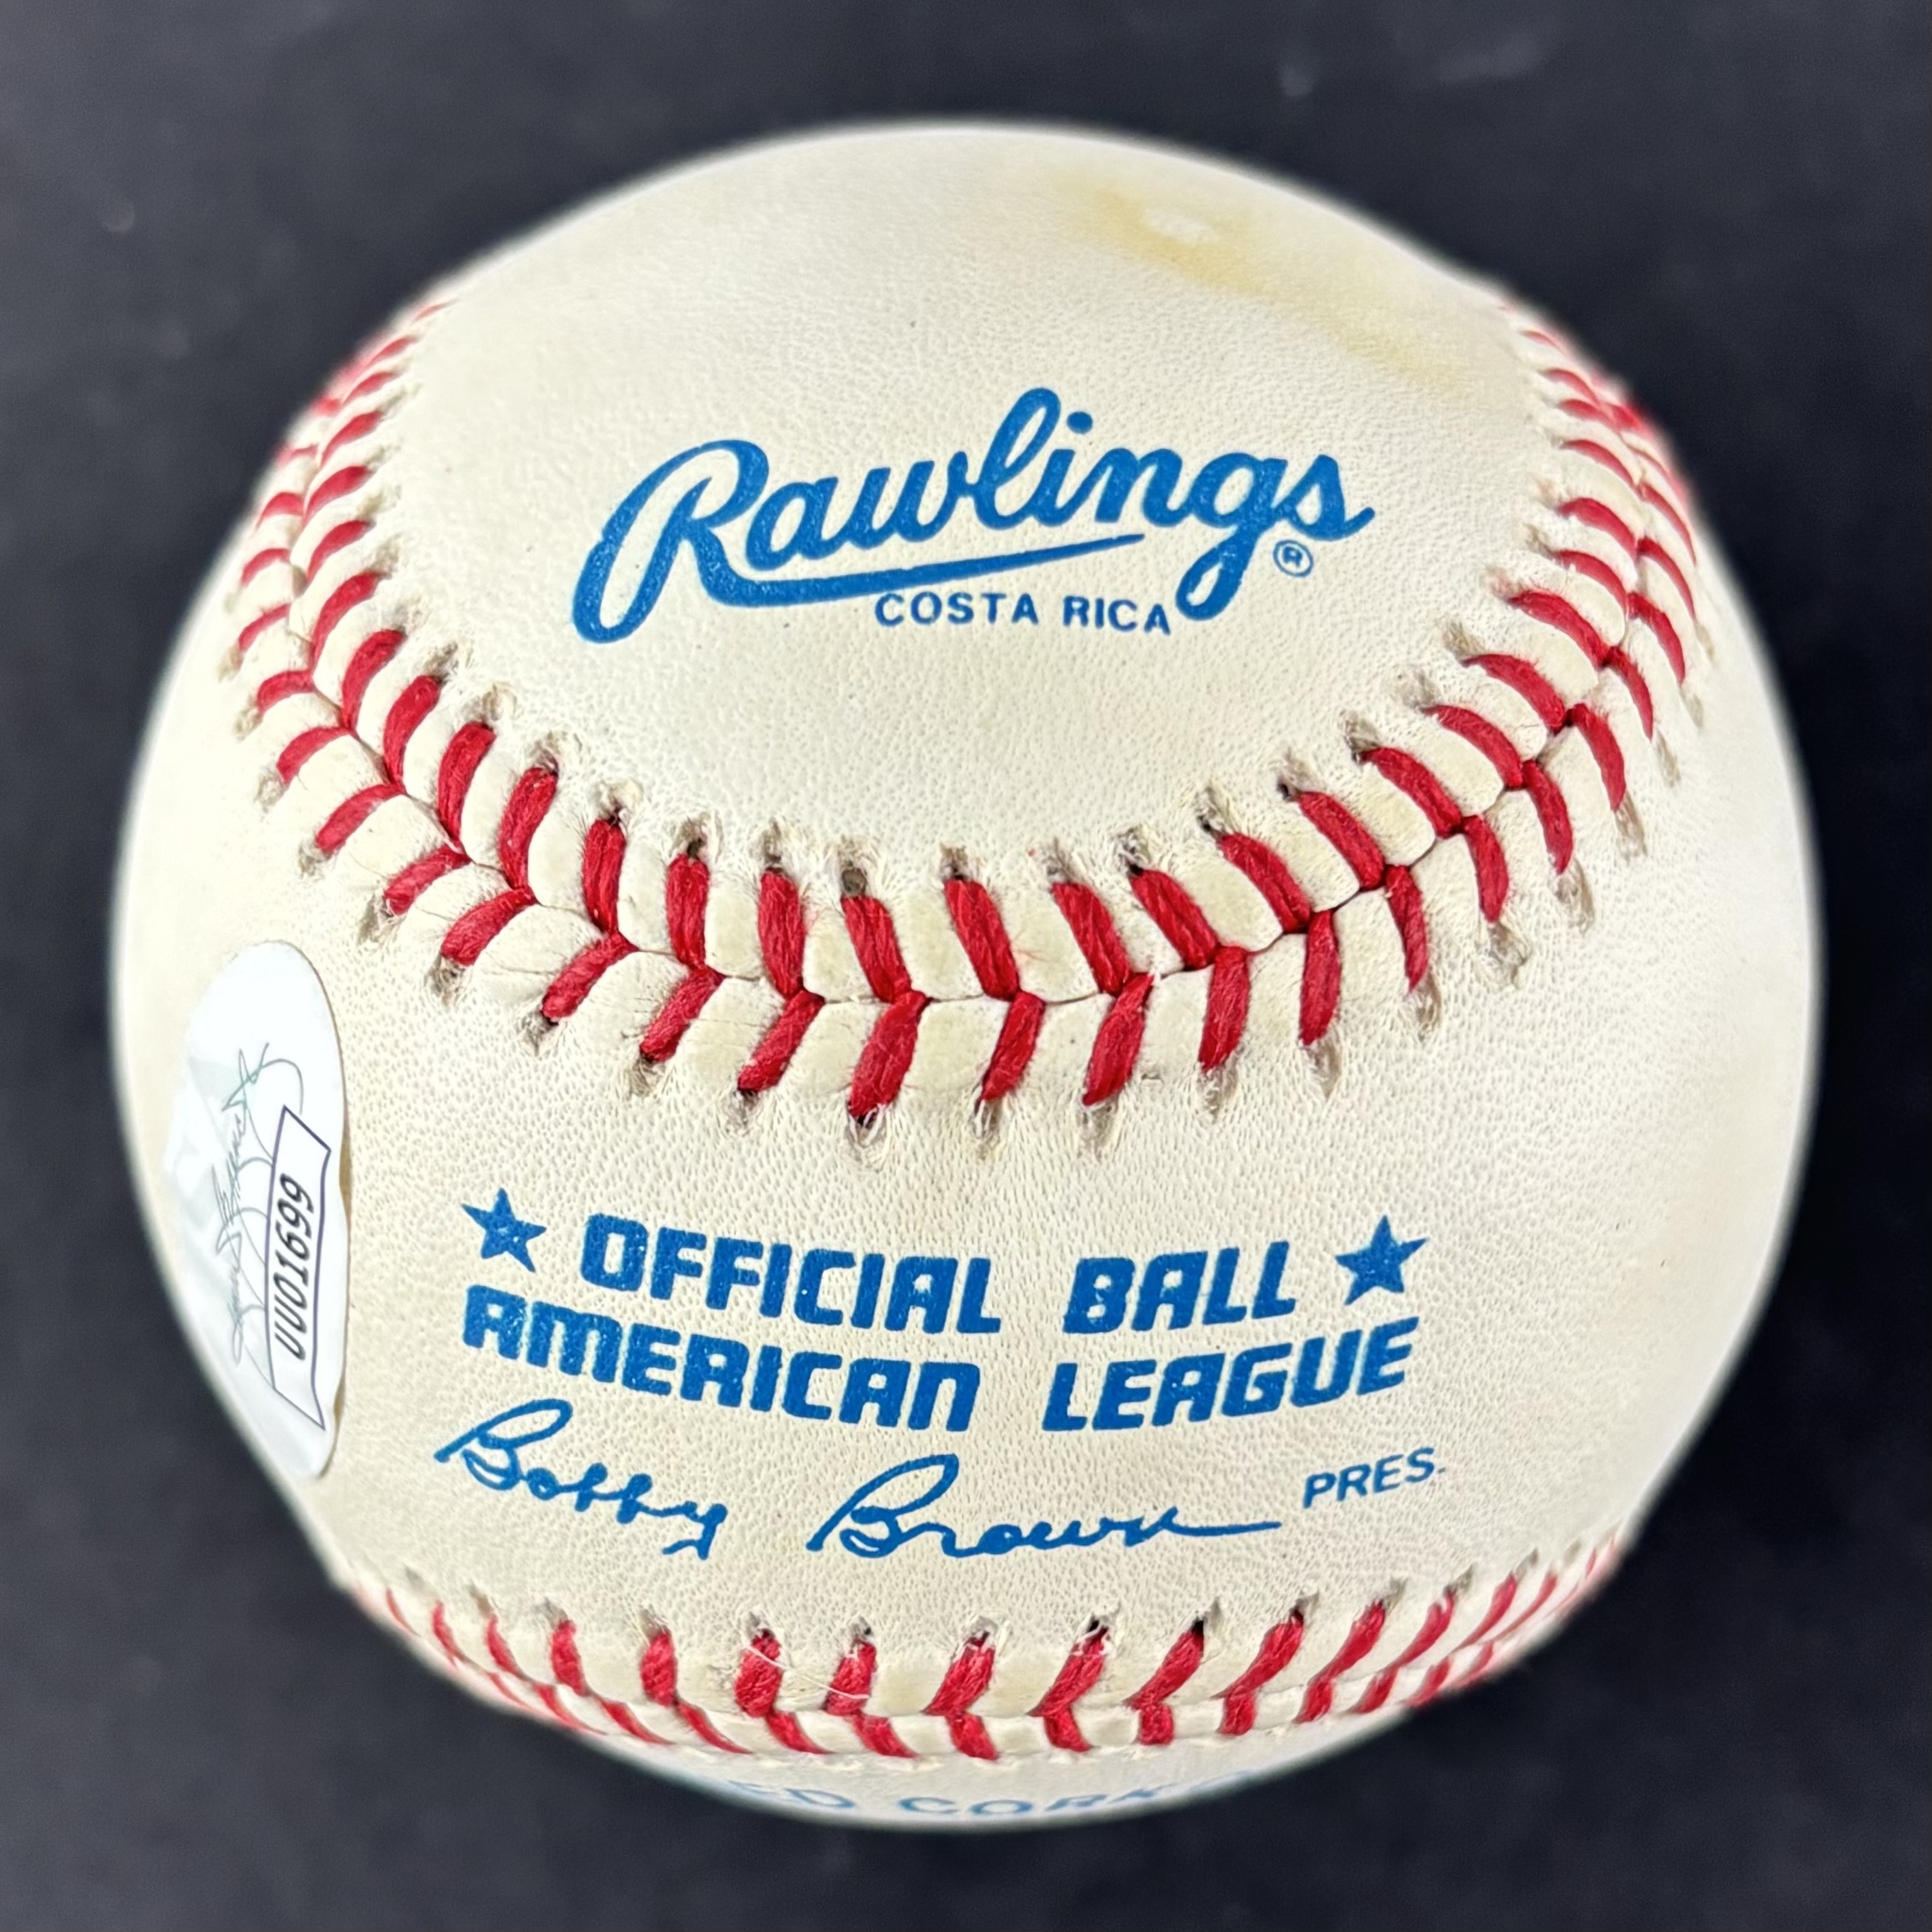 Rawlings ®
COSTA RICA
UU01699
★ OFFICIAL BALL ★
AMERICAN LEAGUE
Bobby Brown PRES.